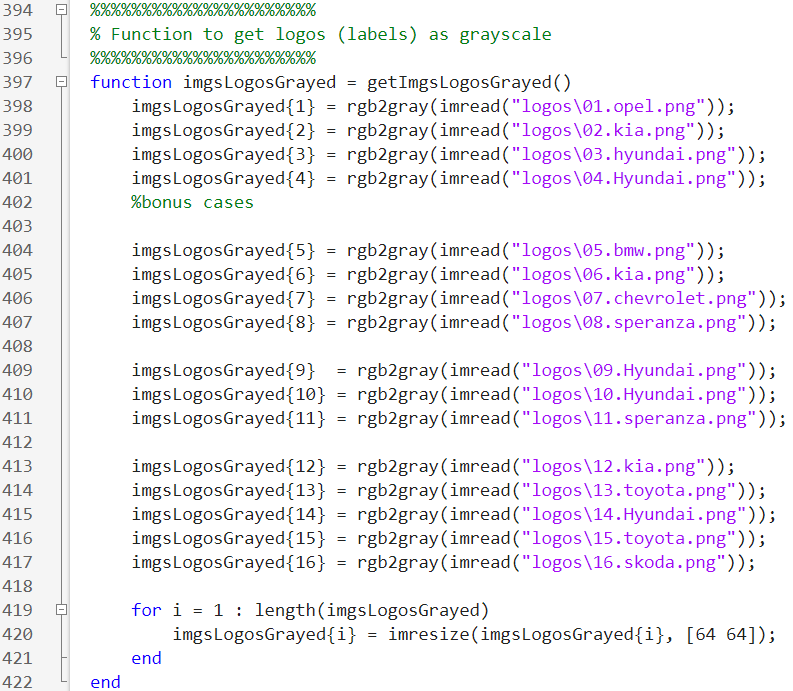 394 %%%%%%%%%%%%%%%%%%%%%%
395 % Function to get logos (labels) as grayscale
396 %%%%%%%%%%%%%%%%%%%%%%
397 function imgsLogosGrayed = getImgsLogosGrayed()
398     imgsLogosGrayed{1} = rgb2gray(imread("logos\01.opel.png"));
399     imgsLogosGrayed{2} = rgb2gray(imread("logos\02.kia.png"));
400     imgsLogosGrayed{3} = rgb2gray(imread("logos\03.hyundai.png"));
401     imgsLogosGrayed{4} = rgb2gray(imread("logos\04.Hyundai.png"));
402     %bonus cases
403
404     imgsLogosGrayed{5} = rgb2gray(imread("logos\05.bmw.png"));
405     imgsLogosGrayed{6} = rgb2gray(imread("logos\06.kia.png"));
406     imgsLogosGrayed{7} = rgb2gray(imread("logos\07.chevrolet.png"));
407     imgsLogosGrayed{8} = rgb2gray(imread("logos\08.speranza.png"));
408
409     imgsLogosGrayed{9}  = rgb2gray(imread("logos\09.Hyundai.png"));
410     imgsLogosGrayed{10} = rgb2gray(imread("logos\10.Hyundai.png"));
411     imgsLogosGrayed{11} = rgb2gray(imread("logos\11.speranza.png"));
412
413     imgsLogosGrayed{12} = rgb2gray(imread("logos\12.kia.png"));
414     imgsLogosGrayed{13} = rgb2gray(imread("logos\13.toyota.png"));
415     imgsLogosGrayed{14} = rgb2gray(imread("logos\14.Hyundai.png"));
416     imgsLogosGrayed{15} = rgb2gray(imread("logos\15.toyota.png"));
417     imgsLogosGrayed{16} = rgb2gray(imread("logos\16.skoda.png"));
418
419     for i = 1 : length(imgsLogosGrayed)
420         imgsLogosGrayed{i} = imresize(imgsLogosGrayed{i}, [64 64]);
421     end
422 end